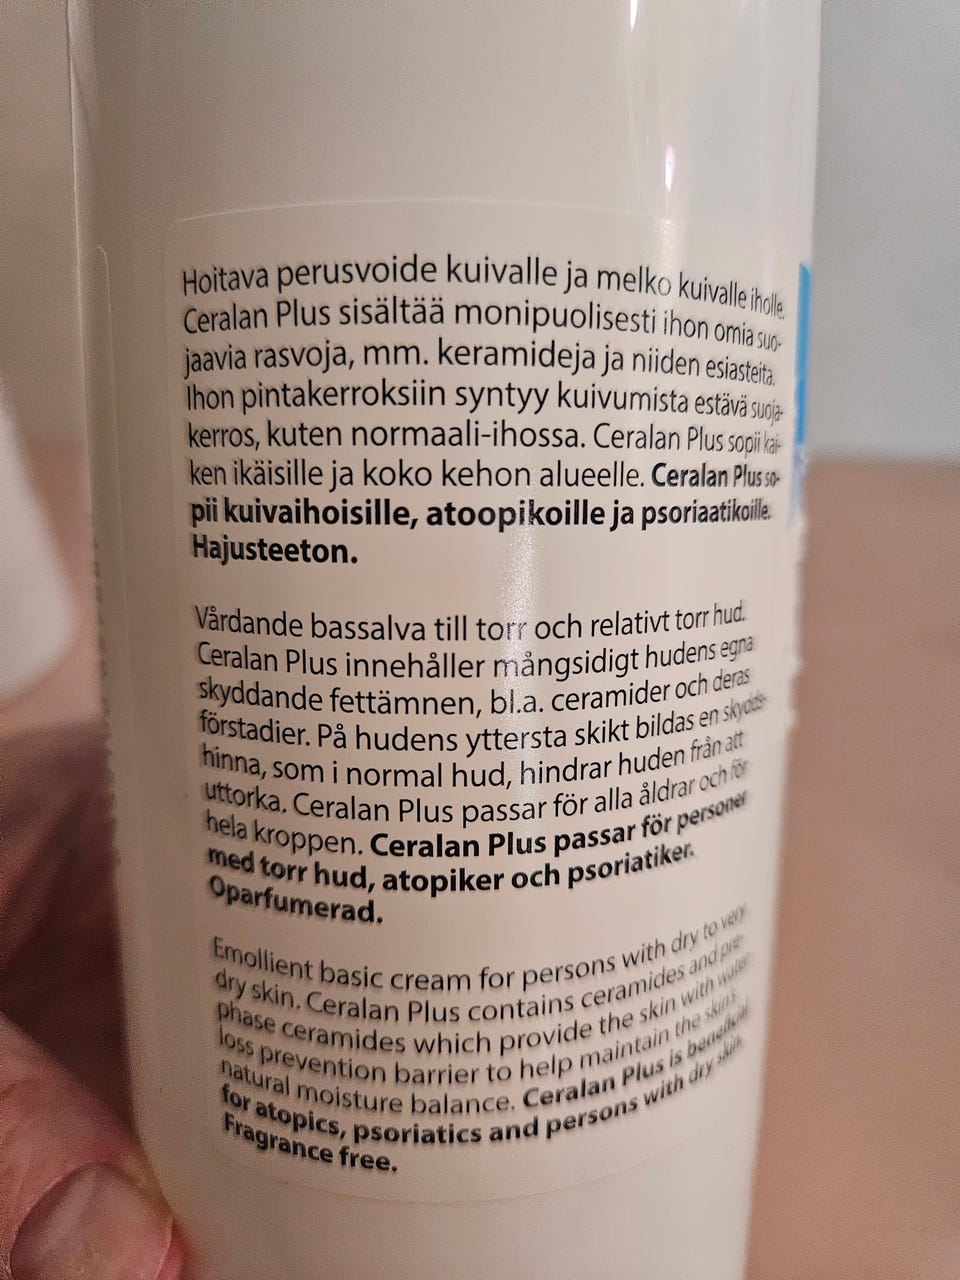 Hoitava perusvoide kuivalle ja melko kuivalle iholle.
Ceralan Plus sisältää monipuolisesti ihon omia suo-
jaavia rasvoja, mm. keramideja ja niiden esiasteita.
Ihon pintakerroksiin syntyy kuivumista estävä suoja-
kerros, kuten normaali-ihossa. Ceralan Plus sopii kai-
ken ikäisille ja koko kehon alueelle. Ceralan Plus so-
pii kuivaihoisille, atoopikoille ja psoriaatikoille.
Hajusteeton.
Vårdande bassalva till torr och relativt torr hud.
Ceralan Plus innehåller mångsidigt hudens egna
skyddande fettämnen, bl.a. ceramider och deras
förstadier. På hudens yttersta skikt bildas en skydds-
hinna, som i normal hud, hindrar huden från att
uttorka. Ceralan Plus passar för alla åldrar och för
hela kroppen. Ceralan Plus passar för personer
med torr hud, atopiker och psoriatiker.
Oparfumerad.
Emollient basic cream for persons with dry to very
dry skin. Ceralan Plus contains ceramides and pre-
phase ceramides which provide the skin with water
loss prevention barrier to help maintain the skin's
natural moisture balance. Ceralan Plus is beneficial
for atopics, psoriatics and persons with dry skin.
Fragrance free.